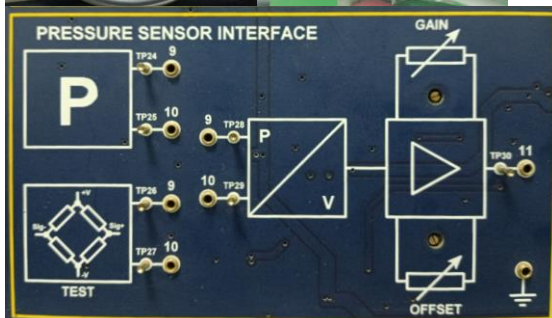 PRESSURE SENSOR INTERFACE
GAIN
TP24 9
P
TP25 10
9 TP28
P
TP30 11
10 TP29
V
TP26 9
+V
Sig- Sig+
-V
TP27 10
TEST
OFFSET